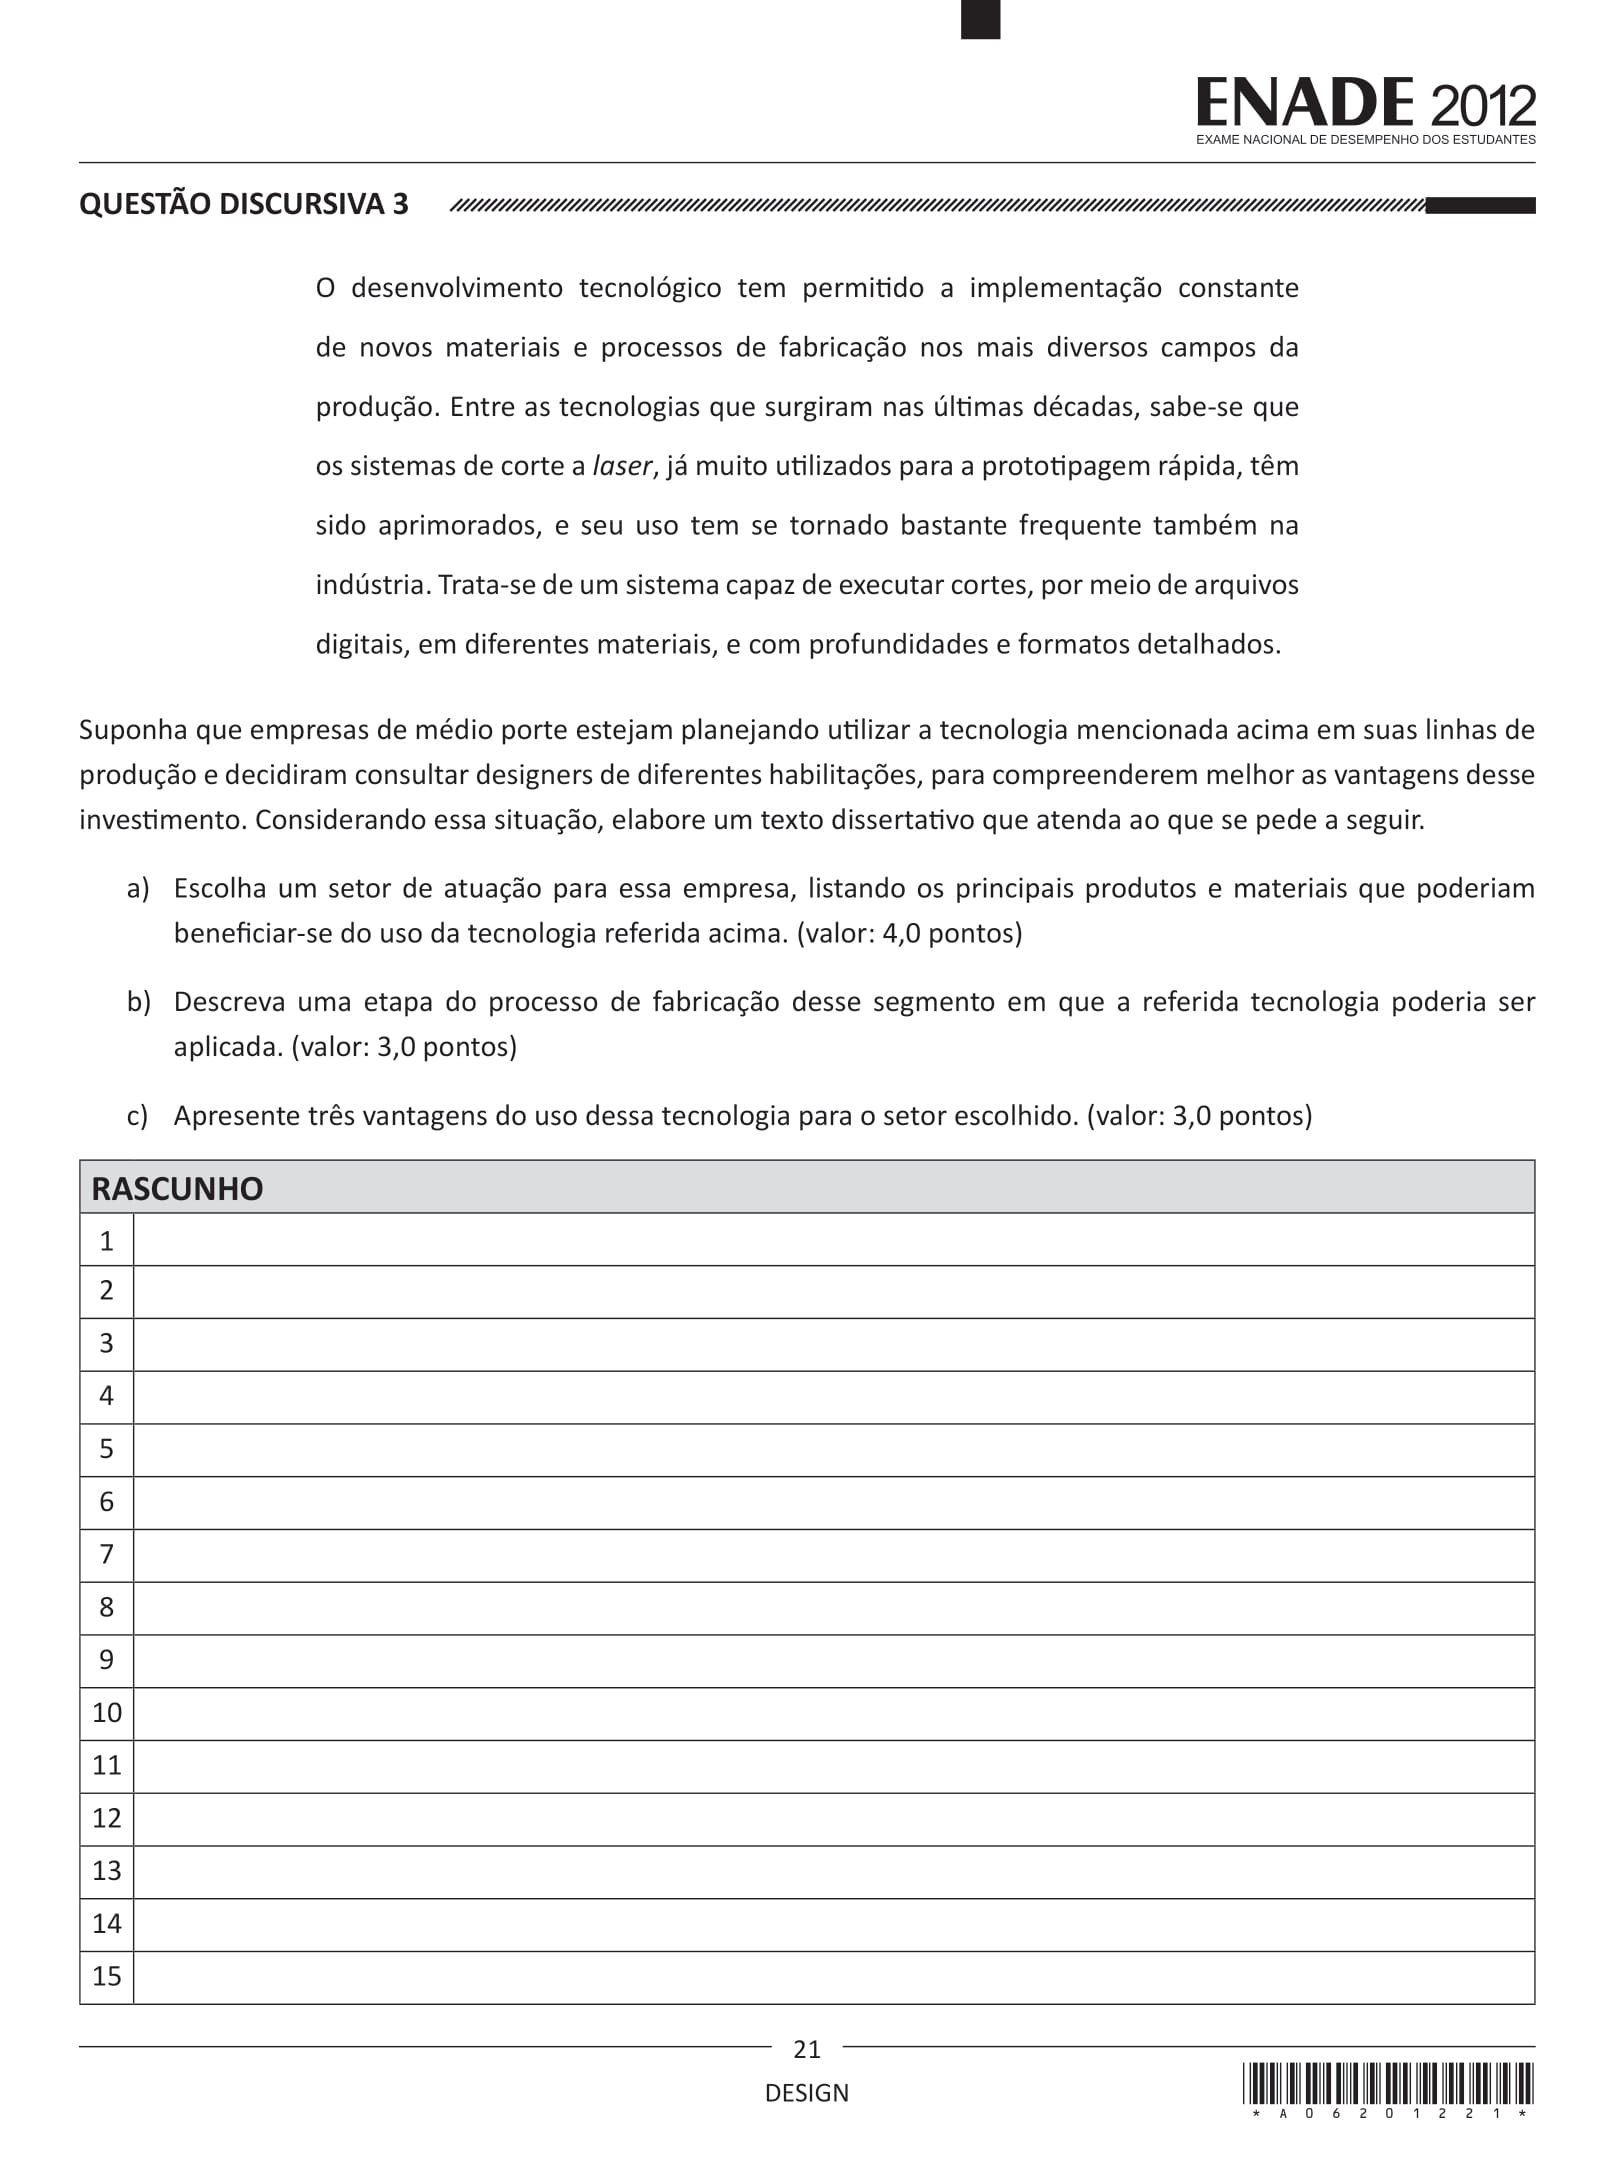 ENADE 2012
EXAME NACIONAL DE DESEMPENHO DOS ESTUDANTES
QUESTÃO DISCURSIVA 3
O desenvolvimento tecnológico tem permitido a implementação constante
de novos materiais e processos de fabricação nos mais diversos campos da
produção. Entre as tecnologias que surgiram nas últimas décadas, sabe-se que
os sistemas de corte a laser, já muito utilizados para a prototipagem rápida, têm
sido aprimorados, e seu uso tem se tornado bastante frequente também na
indústria. Trata-se de um sistema capaz de executar cortes, por meio de arquivos
digitais, em diferentes materiais, e com profundidades e formatos detalhados.
Suponha que empresas de médio porte estejam planejando utilizar a tecnologia mencionada acima em suas linhas de
produção e decidiram consultar designers de diferentes habilitações, para compreenderem melhor as vantagens desse
investimento. Considerando essa situação, elabore um texto dissertativo que atenda ao que se pede a seguir.
a) Escolha um setor de atuação para essa empresa, listando os principais produtos e materiais que poderiam
beneficiar-se do uso da tecnologia referida acima. (valor: 4,0 pontos)
b) Descreva uma etapa do processo de fabricação desse segmento em que a referida tecnologia poderia ser
aplicada. (valor: 3,0 pontos)
c) Apresente três vantagens do uso dessa tecnologia para o setor escolhido. (valor: 3,0 pontos)
RASCUNHO
1
2
3
4
5
6
7
8
9
10
11
12
13
14
15
21
DESIGN
* A 0 6 2 0 1 2 2 1 *